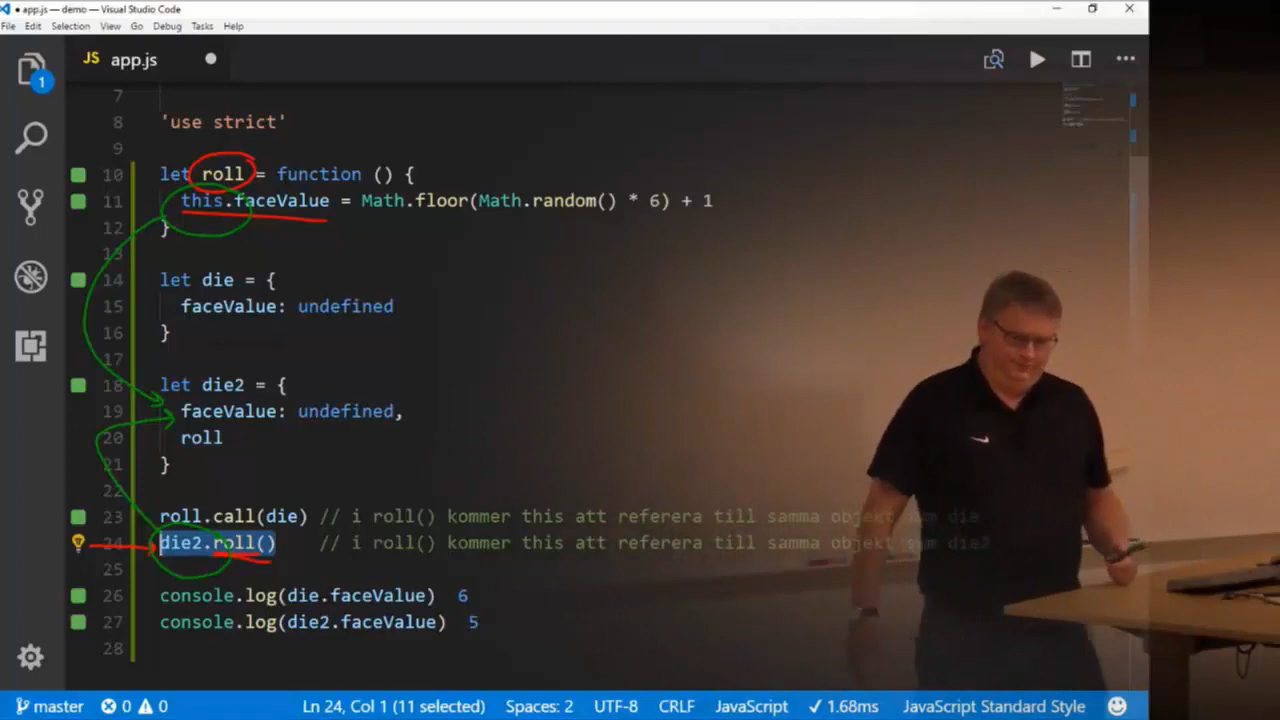 app.js — demo — Visual Studio Code
File Edit Selection View Go Debug Tasks Help
JS app.js
1
7
8 'use strict'
9
10 let roll = function () {
11 this.faceValue = Math.floor(Math.random() * 6) + 1
12 }
13
14 let die = {
15 faceValue: undefined
16 }
17
18 let die2 = {
19 faceValue: undefined,
20 roll
21 }
22
23 roll.call(die) // i roll() kommer this att referera till samma objekt som die
24 die2.roll() // i roll() kommer this att referera till samma objekt som die2
25
26 console.log(die.faceValue) 6
27 console.log(die2.faceValue) 5
28
master 0 0 Ln 24, Col 1 (11 selected) Spaces: 2 UTF-8 CRLF JavaScript ✓ 1.68ms JavaScript Standard Style